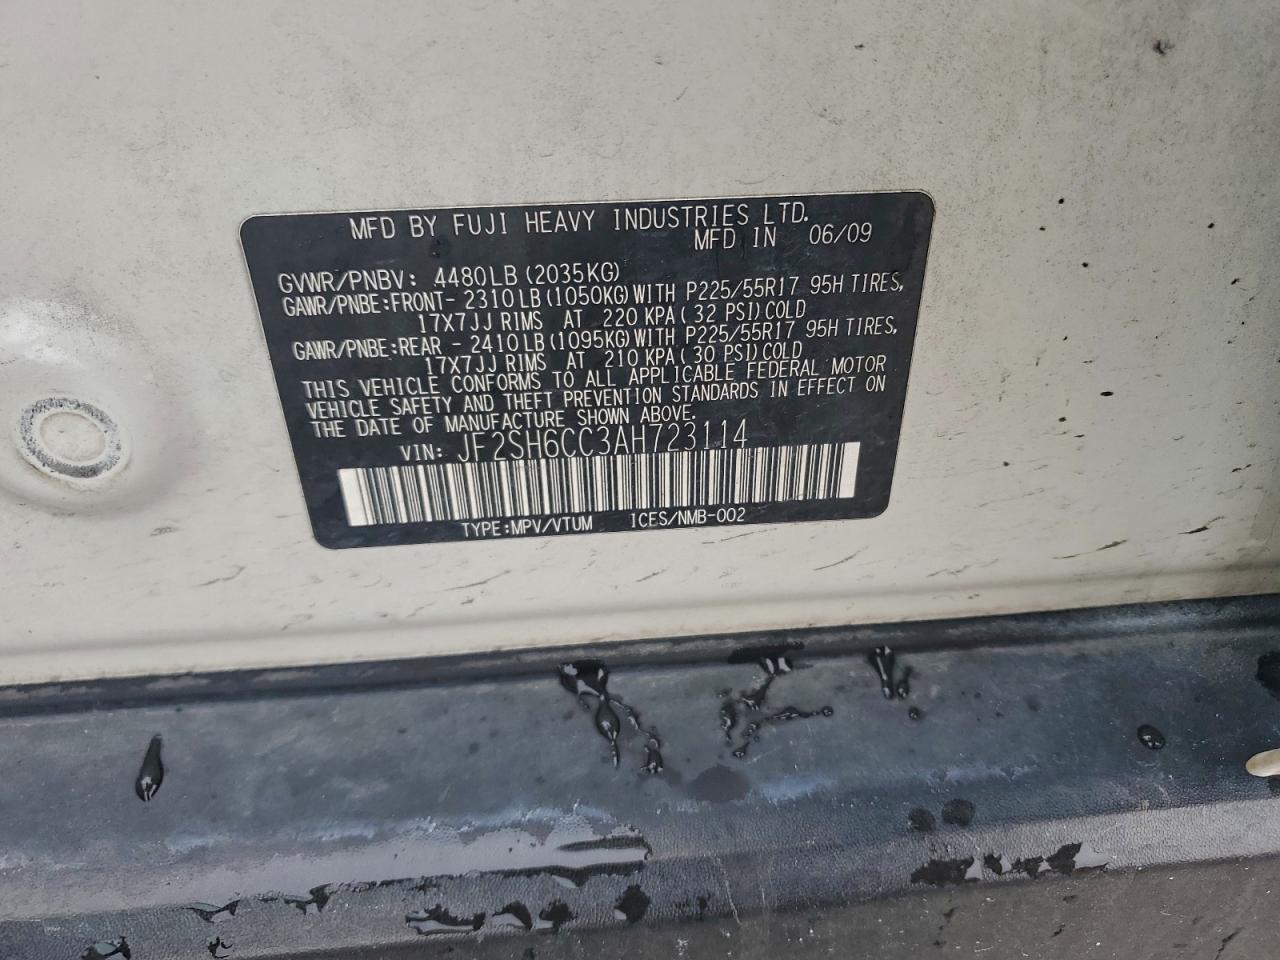 MFD BY FUJI HEAVY INDUSTRIES LTD.
MFD IN 06/09
GVWR/PNBV: 4480LB (2035KG)
GAWR/PNBE:FRONT- 2310LB (1050KG) WITH P225/55R17 95H TIRES,
17X7JJ RIMS AT 220 KPA (32 PSI) COLD
GAWR/PNBE:REAR - 2410LB (1095KG) WITH P225/55R17 95H TIRES,
17X7JJ RIMS AT 210 KPA (30 PSI) COLD
THIS VEHICLE CONFORMS TO ALL APPLICABLE FEDERAL MOTOR
VEHICLE SAFETY AND THEFT PREVENTION STANDARDS IN EFFECT ON
THE DATE OF MANUFACTURE SHOWN ABOVE.
VIN: JF2SH6CC3AH723114
TYPE:MPV/VTUM ICES/NMB-002